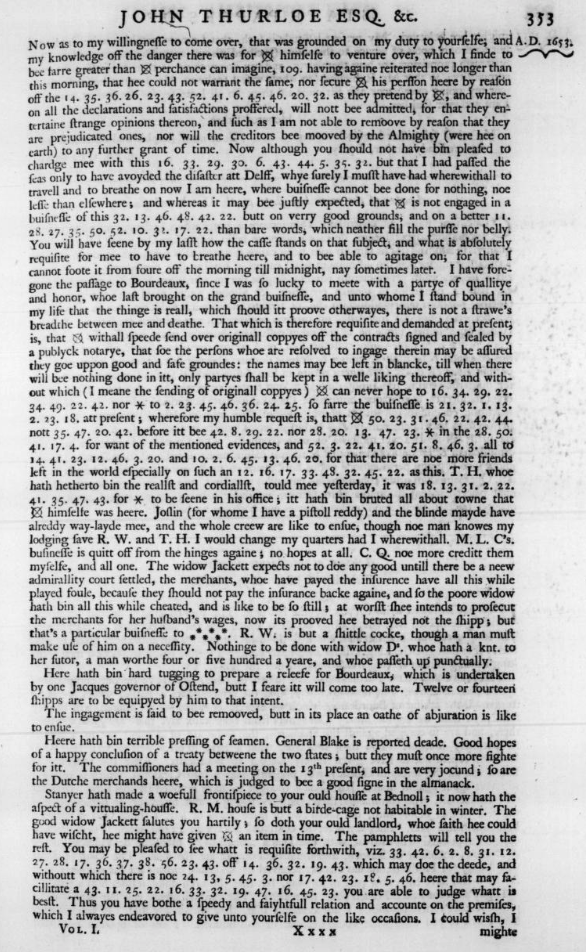 JOHN THURLOE ESQ. &c. 353
Now as to my willingnesse to come over, that was grounded on my duty to yourselfe; and A.D. 1653.
my knowledge off the danger there was for himselfe to venture over, which I finde to
bee farre greater than perchance can imagine, 109. having againe reiterated noe longer than
this morning, that hee could not warrant the same, nor secure his persson heere by reason
off the 14. 35. 36. 26. 23. 43. 52. 41. 6. 45. 46. 20. 32. as they pretend by , and where-
on all the declarations and satisfactions proffered, will nott bee admitted, for that they en-
tertaine strange opinions thereon, and such as I am not able to remoove by reason that they
are prejudicated ones, nor will the creditors bee mooved by the Almighty (were hee on
earth) to any further grant of time. Now although you should not have bin pleased to
chardge mee with this 16. 33. 29. 30. 6. 43. 44. 5. 35. 32. but that I had passed the
seas only to have avoyded the disaster att Delff, whye surely I musst have had wherewithall to
travell and to breathe on now I am heere, where buisnesse cannot bee done for nothing, noe
lesse than elsewhere; and whereas it may bee justly expected, that is not engaged in a
buisnesse of this 32. 13. 46. 48. 42. 22. butt on verry good grounds, and on a better 11.
28. 27. 35. 50. 52. 10. 31. 17. 22. than bare words, which neather fill the pursse nor belly.
You will have seene by my lasst how the casse stands on that subject, and what is absolutely
requisite for mee to have to breathe heere, and to bee able to agitage on; for that I
cannot foote it from foure off the morning till midnight, nay sometimes later. I have fore-
gone the passage to Bourdeaux, since I was so lucky to meete with a partye of quallitye
and honor, whoe last brought on the grand buisnesse, and unto whome I stand bound in
my life that the thinge is really, which should itt proove otherwayes, there is not a strawe's
breadthe between mee and deathe. That which is therefore requisite and demanded at present,
is, that withall speede send over originall coppyes off the contracts signed and sealed by
a publyck notarye, that soe the persons whoe are resolved to ingage therein may be assured
they goe uppon good and safe grounds: the names may bee left in blancke, till when there
will bee nothing done in itt, only partyes shall be kept in a welle liking thereoff, and with-
out which (I meane the sending of originall coppyes) can never hope to 16. 34. 29. 22.
34. 49. 22. 42. nor * to 2. 23. 45. 46. 36. 24. 25. so farre the buisnesse is 21. 32. 1. 13.
2. 23. 18. att present; wherefore my humble request is, thatt 50. 23. 31. 46. 22. 42. 44.
nott 35. 47. 20. 42. before itt bee 42. 8. 29. 22. nor 28. 20. 13. 47. 23. * in the 28. 50.
41. 17. 4. for want of the mentioned evidences, and 52. 3. 22. 41. 20. 51. 8. 46. 3. all to
14. 41. 23. 12. 46. 3. 20. and 10. 2. 6. 45. 13. 46. 20, for that there are noe more friends
left in the world especially on such an 12. 16. 17. 33. 48. 32. 45. 22. as this. T. H. whoe
hath hetherto bin the reallst and cordiallst, tould mee yesterday, it was 18. 13. 31. 2. 22.
41. 35. 47. 43. for * to be seene in his office; itt hath bin bruted all about towne that
himselfe was heere. Joslin (for whome I have a pistoll reddy) and the blinde mayde have
alreddy way-layde mee, and the whole creew are like to ensue, though noe man knowes my
lodging save R. W. and T. H. I would change my quarters had I wherewithall. M. L. C's.
businesse is quitt off from the hinges againe; no hopes at all. C. Q. noe more creditt them
myselfe, and all one. The widow Jackett expects not to doe any good untill there be a neew
admirallity court settled, the merchants, whoe have payed the insurence have all this while
played foule, because they should not pay the insurance backe againe, and so the poore widow
hath bin all this while cheated, and is like to be so still; at worsst shee intends to prosecut
the merchants for her husband's wages, now its prooved hee betrayed not the shipp; but
that's a particular buisnesse to *.*.*. R. W. is but a shittle cocke, though a man must
make use of him on a necessity. Nothinge to be done with widow Ds. whoe hath a knt. to
her sutor, a man worthe four or five hundred a yeare, and whoe passeth up punctually.
Here hath bin hard tugging to prepare a releefe for Bourdeaux, which is undertaken
by one Jacques governor of Ostend, butt I feare itt will come too late. Twelve or fourteen
shipps are to be equipyed by him to that intent.
The ingagement is said to bee remooved, butt in its place an oathe of abjuration is like
to ensue.
Heere hath bin terrible pressing of seamen. General Blake is reported deade. Good hopes
of a happy conclusion of a treaty betweene the two states; butt they must once more fighte
for itt. The commissioners had a meeting on the 13th present, and are very jocund; so are
the Dutche merchands heere, which is judged to bee a good signe in the almanack.
Stanyer hath made a woefull frontispiece to your ould housse at Bednoll; it now hath the
aspect of a vittualing-housse. R. M. house is butt a birde-cage not habitable in winter. The
good widow Jackett salutes you hartily; so doth your ould landlord, whose faith hee could
have wischt, hee might have given an item in time. The pamphletts will tell you the
rest. You may be pleased to see whatt is requisite forthwith, viz. 33. 42. 6. 2. 8. 31. 12.
27. 28. 17. 36. 37. 38. 56. 23. 43. off 14. 36. 32. 19. 43. which may doe the deede, and
withoutt which there is noe 24. 13, 5. 45. 3. nor 17. 42. 23. 18. 5. 46. heere that may fa-
cillitate a 43. 11. 25. 22. 16. 33. 32. 19. 47. 16. 45. 23. you are able to judge whatt is
best. Thus you have bothe a speedy and faiyhtfull relation and accounte on the premises,
which I alwayes endeavored to give unto yourselfe on the like occasions. I could wish, I
VOL. I. X x x x mighte